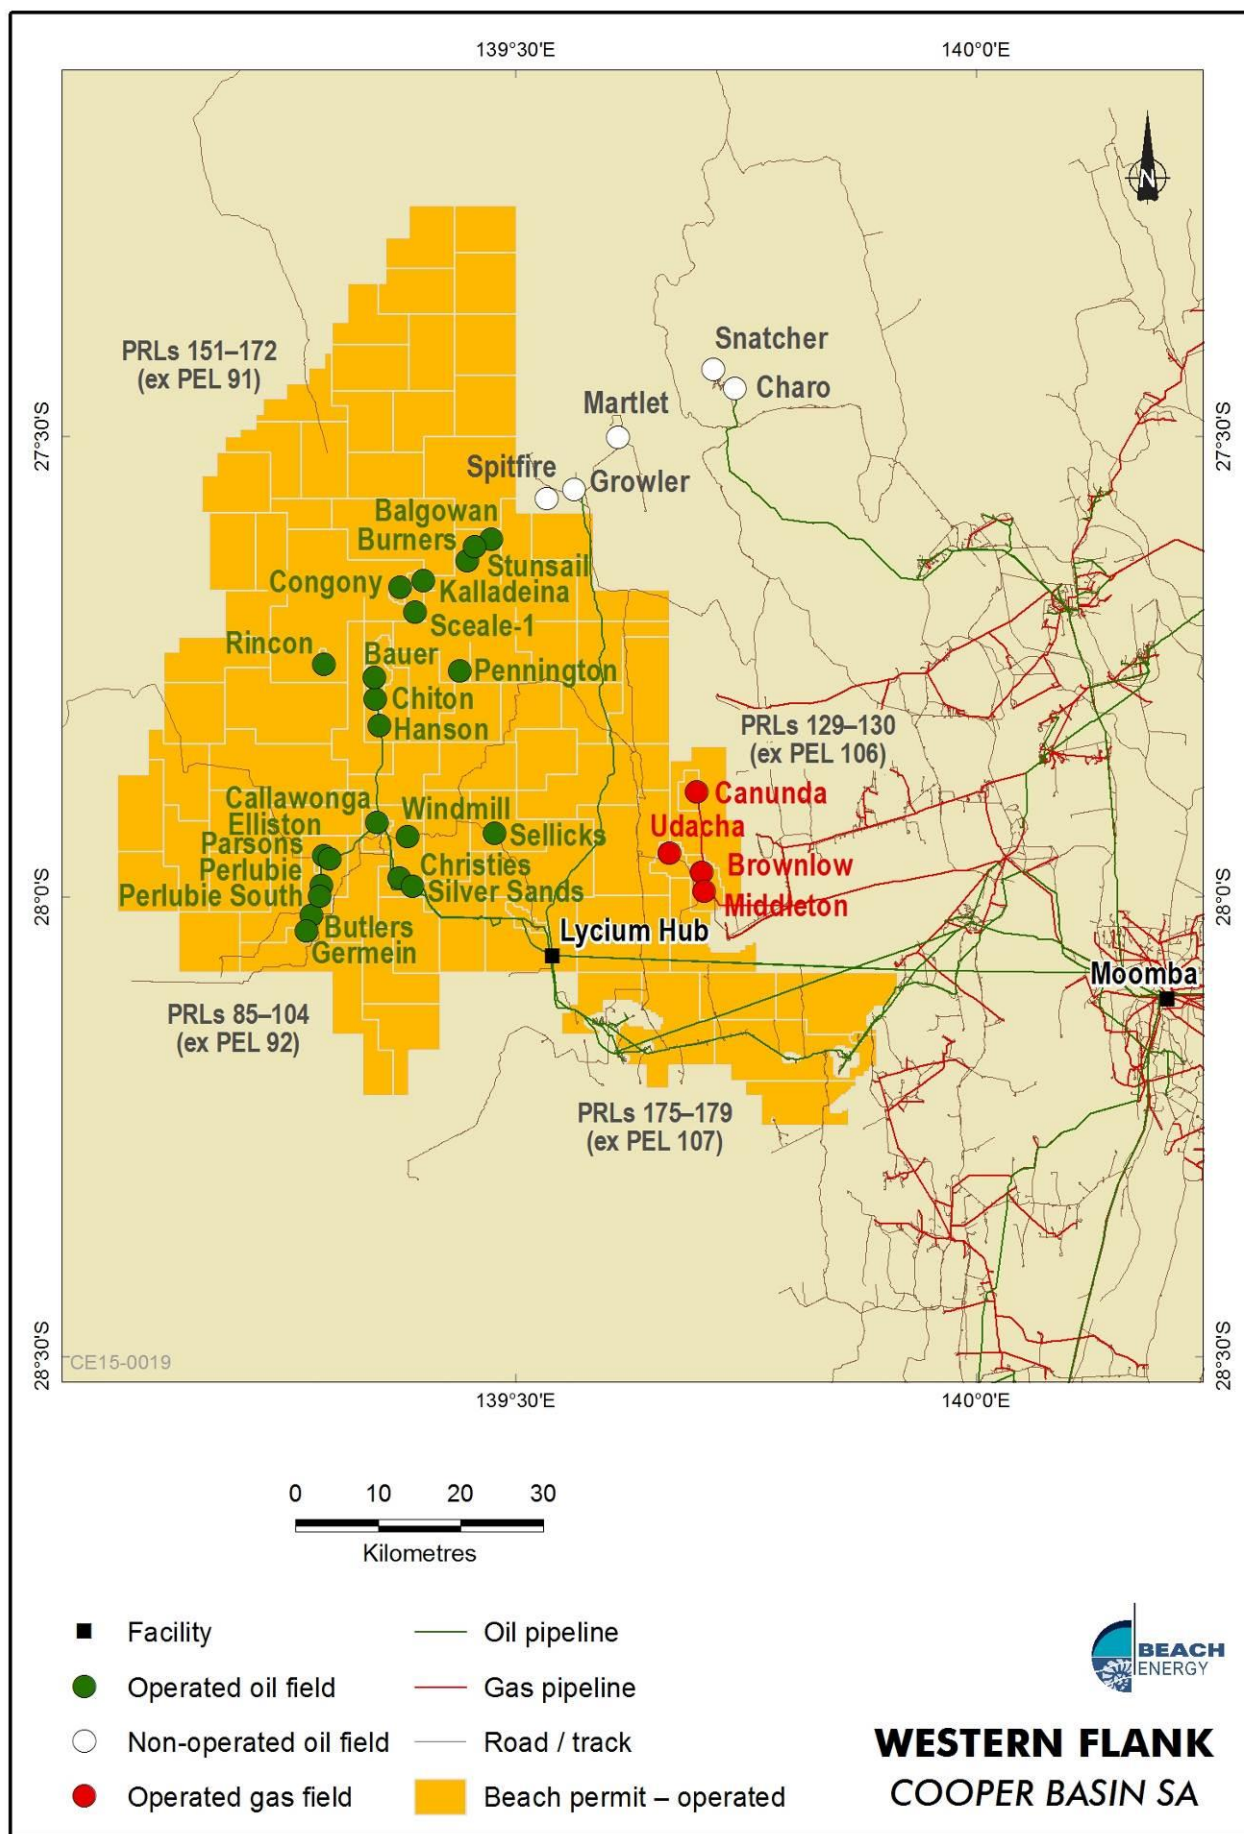 139°30'E
140°0'E
Snatcher
PRLs 151–172
(ex PEL 91)
Charo
Martlet
27°30'S
27°30'S
Spitfire
Growler
Balgowan
Burners
Stunsail
Congony
Kalladeina
Sceale-1
Rincon
Bauer
Pennington
Chiton
PRLs 129–130
(ex PEL 106)
Hanson
Canunda
Callawonga
Windmill
Elliston
Udacha
Sellicks
Parsons
Christies
Brownlow
Perlubie
Silver Sands
Perlubie South
Middleton
28°0'S
28°0'S
Butlers
Lycium Hub
Germein
Moomba
PRLs 85–104
(ex PEL 92)
PRLs 175–179
(ex PEL 107)
28°30'S
28°30'S
CE15-0019
139°30'E
140°0'E
0 10 20 30
Kilometres
Facility
Oil pipeline
Operated oil field
Gas pipeline
Non-operated oil field
Road / track
Operated gas field
Beach permit – operated
N
BEACH
ENERGY
WESTERN FLANK
COOPER BASIN SA